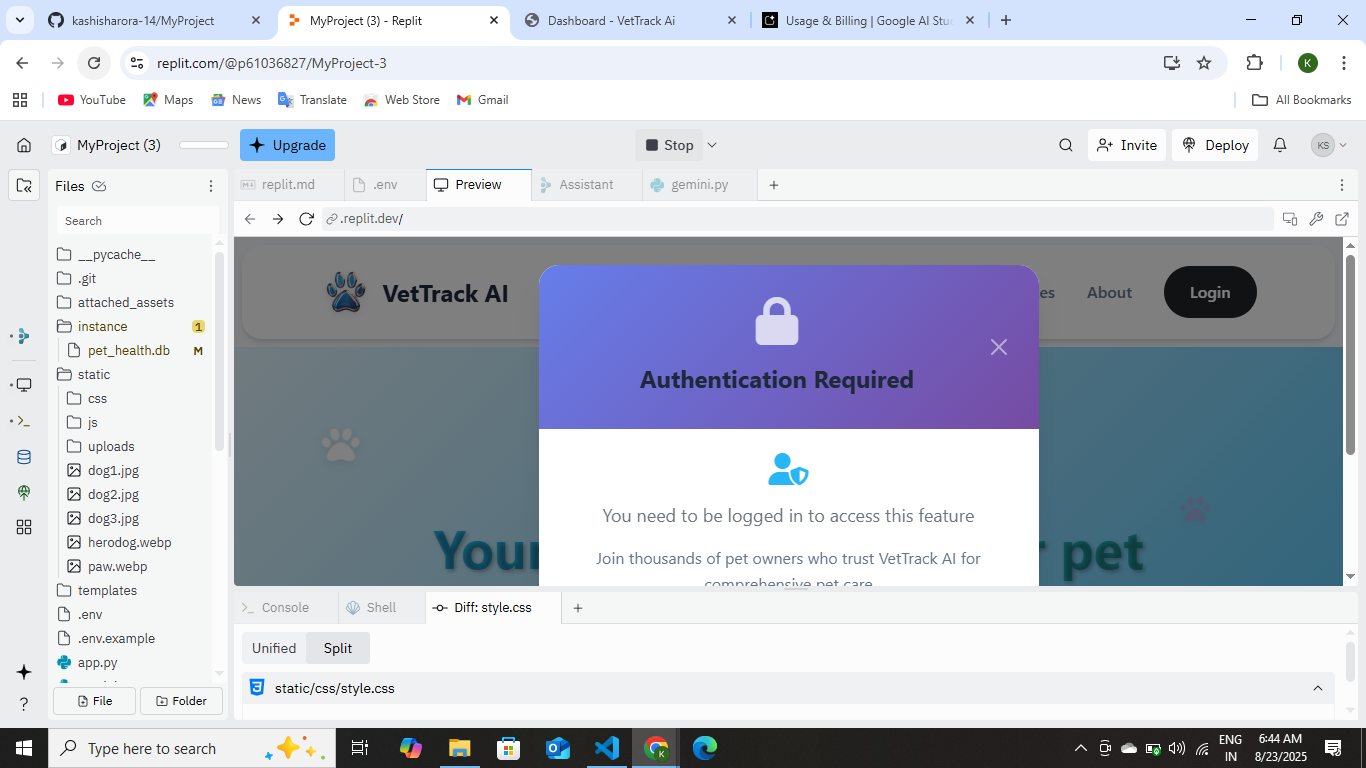 kashisharora-14/MyProject
MyProject (3) - Replit
Dashboard - VetTrack Ai
Usage & Billing | Google AI Stu
replit.com/@p61036827/MyProject-3
K
YouTube
Maps
News
Translate
Web Store
Gmail
All Bookmarks
MyProject (3)
Upgrade
Stop
Invite
Deploy
KS
Files
replit.md
.env
Preview
Assistant
gemini.py
Search
.replit.dev/
__pycache__
.git
attached_assets
instance
1
pet_health.db
M
static
css
js
uploads
dog1.jpg
dog2.jpg
dog3.jpg
herodog.webp
paw.webp
templates
.env
.env.example
app.py
File
Folder
VetTrack AI
es
About
Login
Authentication Required
You need to be logged in to access this feature
Join thousands of pet owners who trust VetTrack AI for
comprehensive pet care
Your
pet
Console
Shell
Diff: style.css
Unified
Split
static/css/style.css
Type here to search
ENG
IN
6:44 AM
8/23/2025